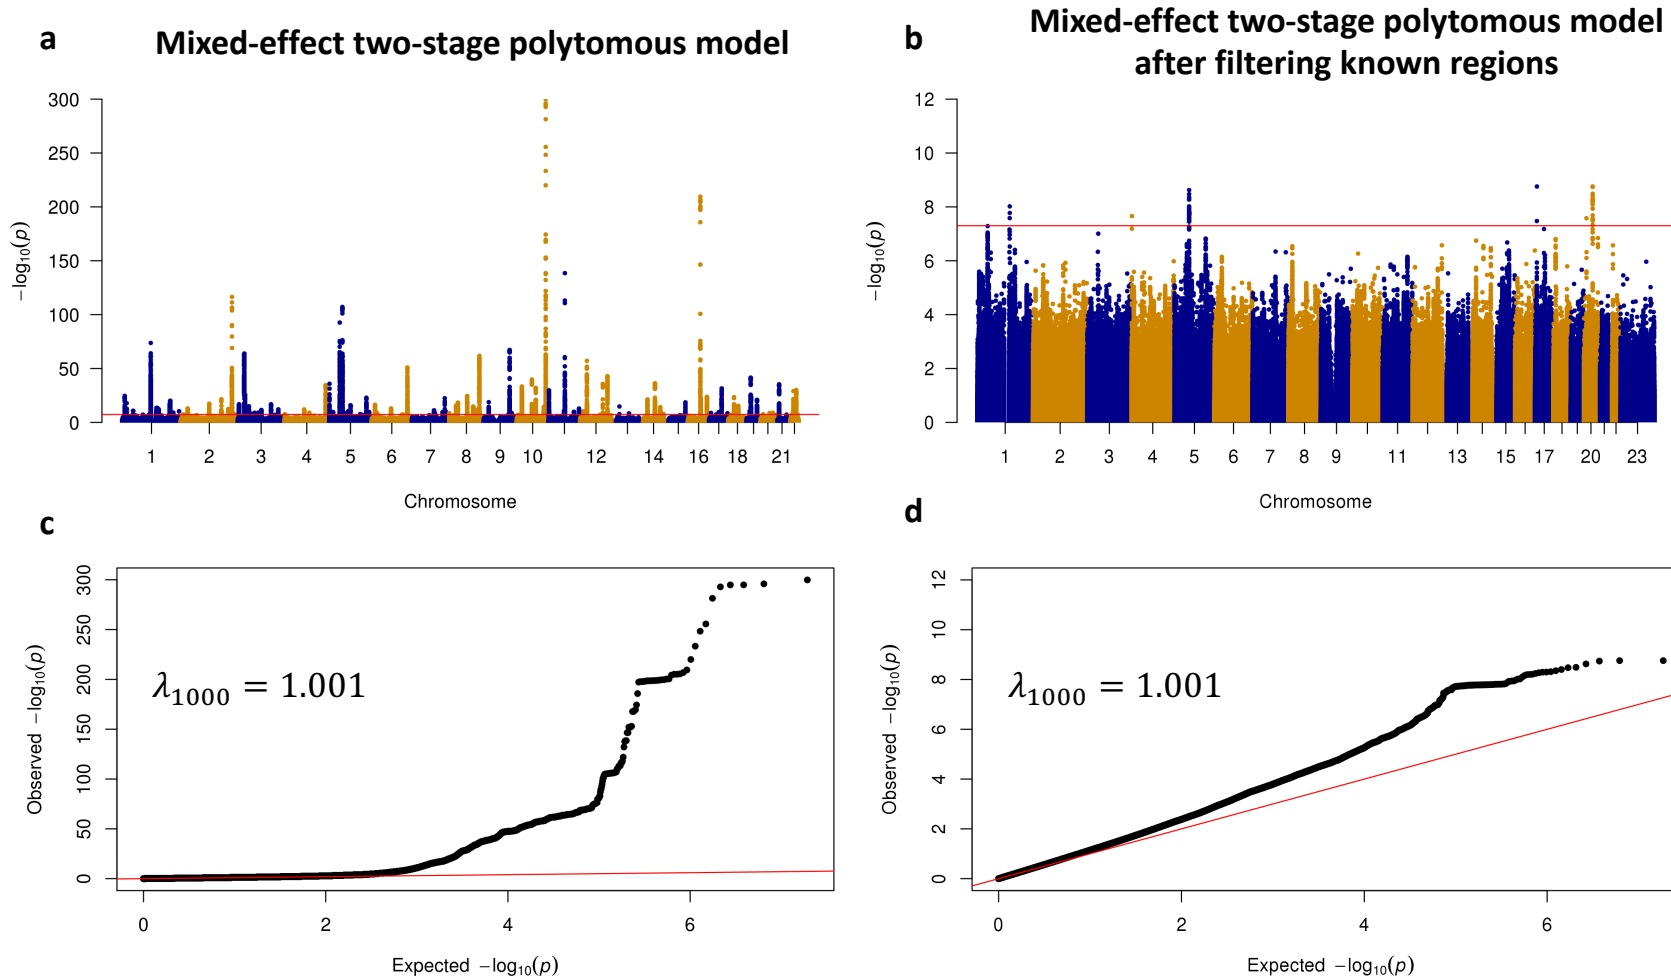 a
Mixed-effect two-stage polytomous model
300
250
200
150
100
50
0
−log10(p)
1 2 3 4 5 6 7 8 9 10 12 14 16 18 21
Chromosome
b
Mixed-effect two-stage polytomous model
after filtering known regions
12
10
8
6
4
2
0
−log10(p)
1 2 3 4 5 6 7 8 9 11 13 15 17 20 23
Chromosome
c
300
250
200
150
100
50
0
Observed −log10(p)
λ1000 = 1.001
0 2 4 6
Expected −log10(p)
d
12
10
8
6
4
2
0
Observed −log10(p)
λ1000 = 1.001
0 2 4 6
Expected −log10(p)